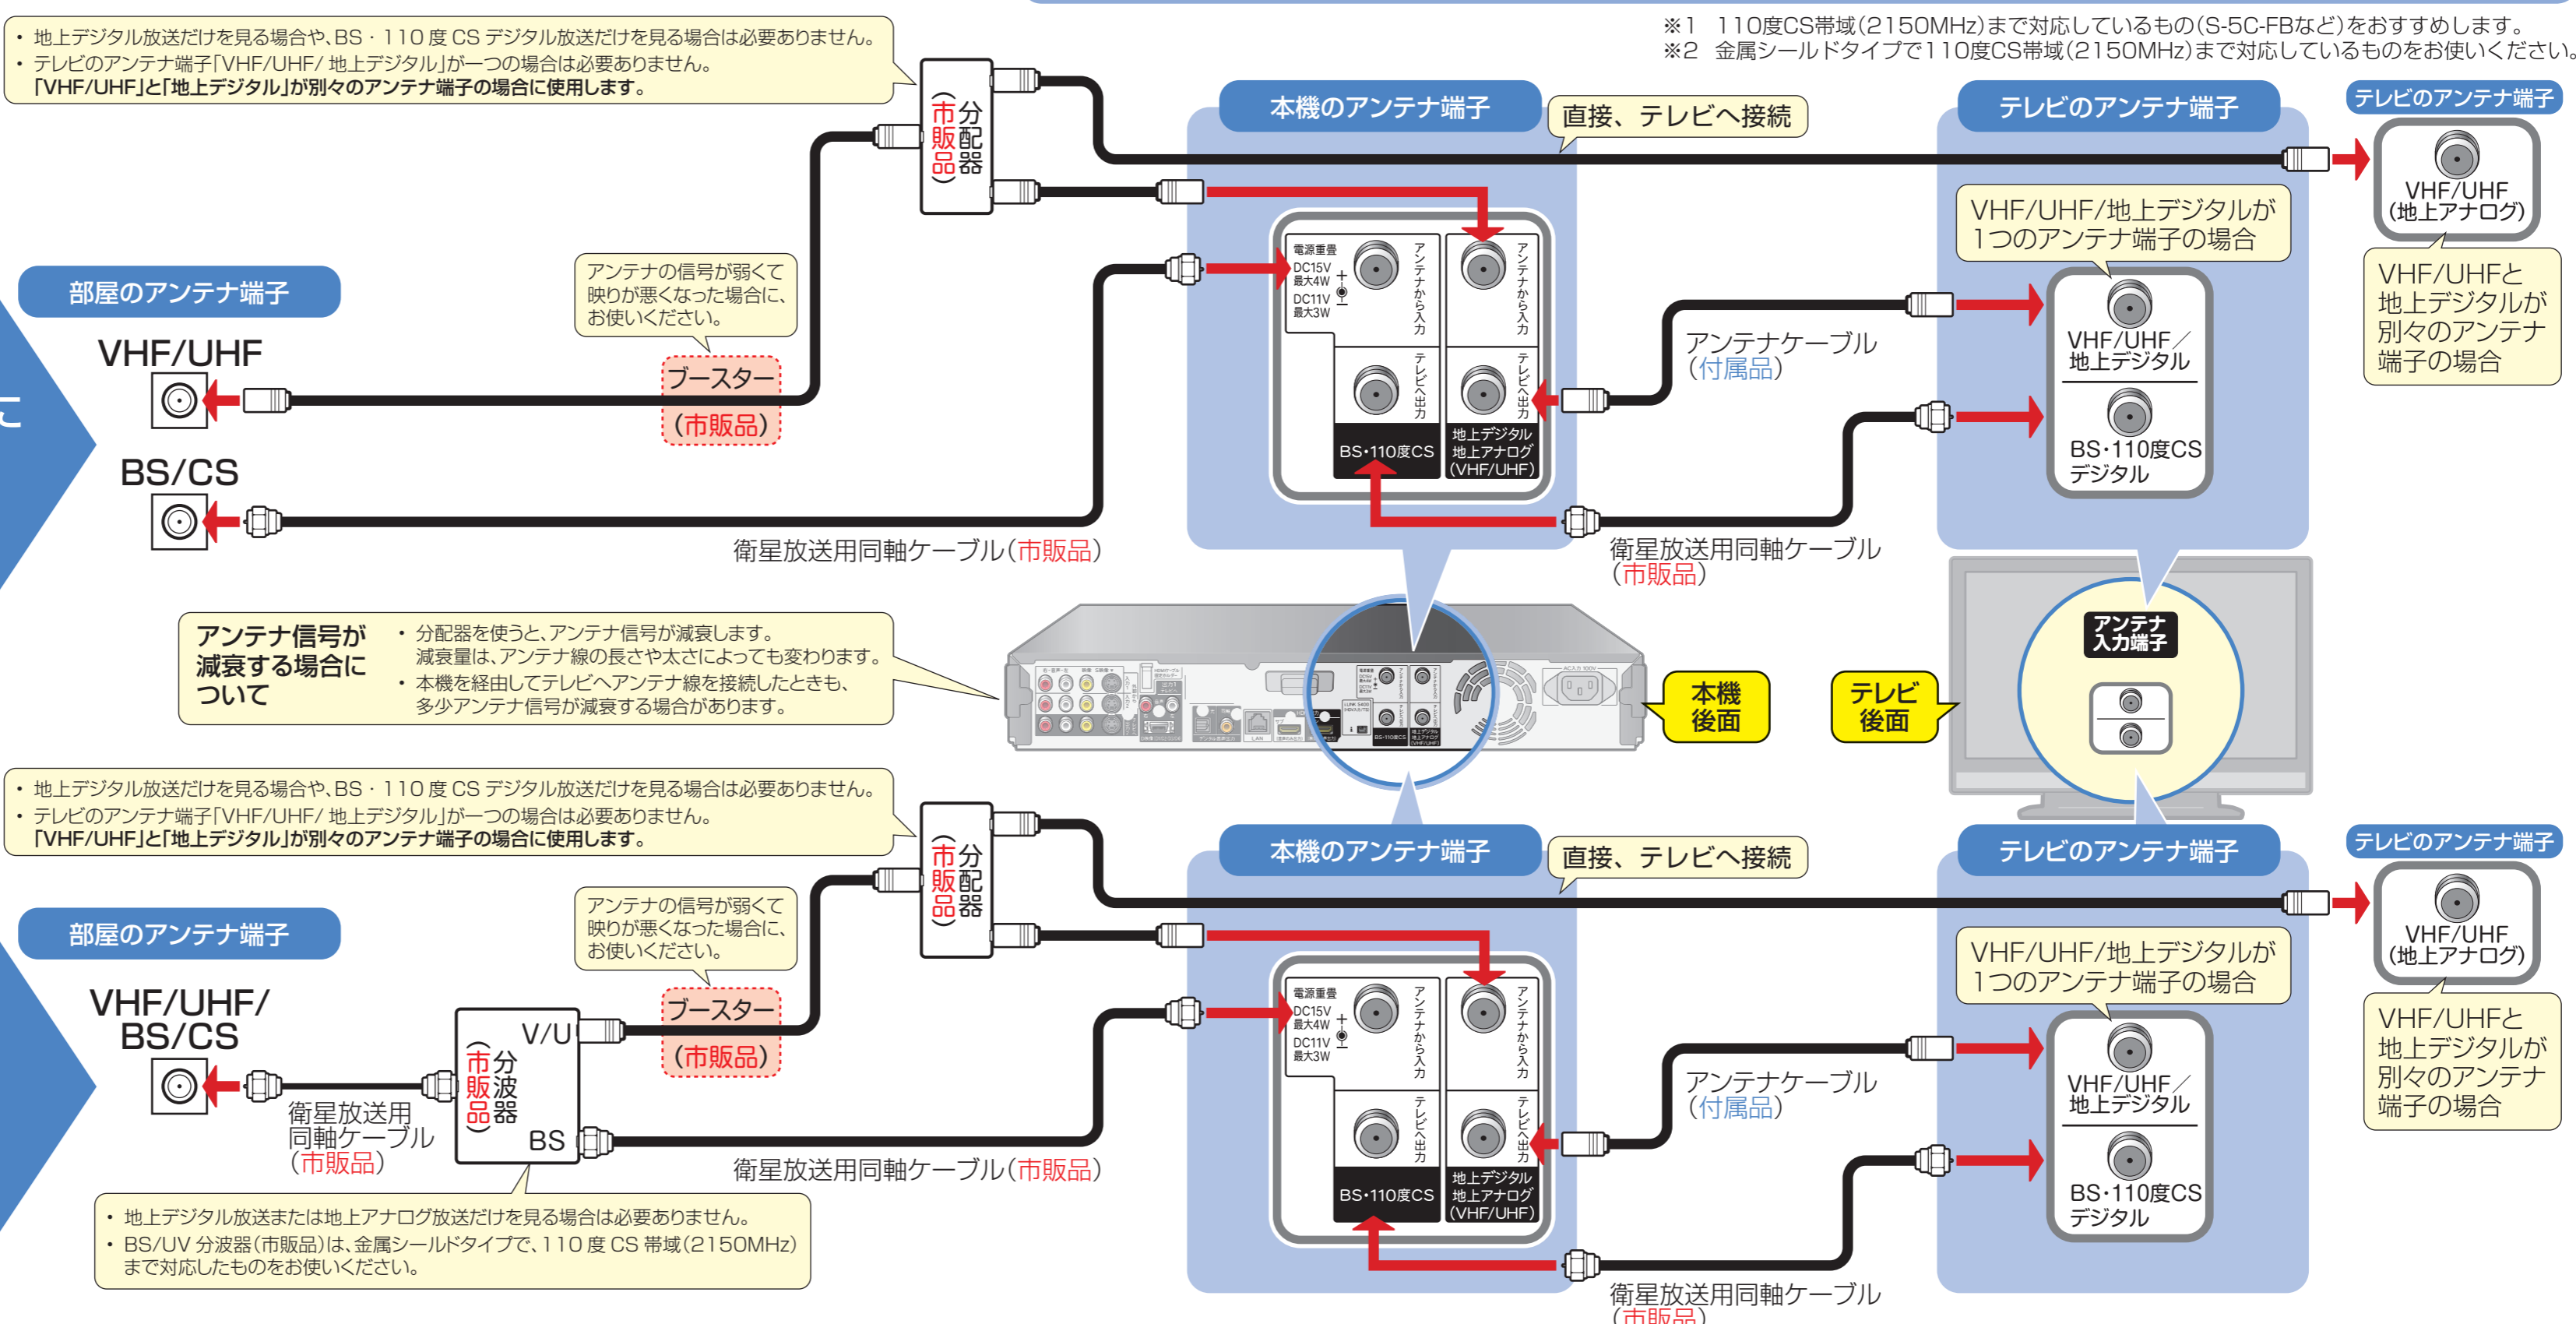 ※1 110度CS帯域(2150MHz)まで対応しているもの(S-5C-FBなど)をおすすめします。
※2 金属シールドタイプで110度CS帯域(2150MHz)まで対応しているものをお使いください。
・ 地上デジタル放送だけを見る場合や、BS・110度CSデジタル放送だけを見る場合は必要ありません。
・ テレビのアンテナ端子「VHF/UHF/地上デジタル」が一つの場合は必要ありません。
「VHF/UHF」と「地上デジタル」が別々のアンテナ端子の場合に使用します。
分配器
(市販品)
本機のアンテナ端子
直接、テレビへ接続
テレビのアンテナ端子
テレビのアンテナ端子
VHF/UHF
(地上アナログ)
VHF/UHFと
地上デジタルが
別々のアンテナ
端子の場合
VHF/UHF/地上デジタルが
1つのアンテナ端子の場合
部屋のアンテナ端子
に
VHF/UHF
BS/CS
アンテナの信号が弱くて
映りが悪くなった場合に、
お使いください。
ブースター
(市販品)
電源重畳
DC15V
最大4W
DC11V
最大3W
+
−
アンテナから入力
アンテナから入力
テレビへ出力
テレビへ出力
BS・110度CS
地上デジタル
地上アナログ
(VHF/UHF)
アンテナケーブル
(付属品)
VHF/UHF/
地上デジタル
BS・110度CS
デジタル
衛星放送用同軸ケーブル(市販品)
衛星放送用同軸ケーブル
(市販品)
アンテナ信号が
減衰する場合に
ついて
・ 分配器を使うと、アンテナ信号が減衰します。
減衰量は、アンテナ線の長さや太さによっても変わります。
・ 本機を経由してテレビへアンテナ線を接続したときも、
多少アンテナ信号が減衰する場合があります。
AC入力 100V
LAN
BS・110度CS
地上デジタル
地上アナログ
(VHF/UHF)
本機
後面
テレビ
後面
アンテナ
入力端子
・ 地上デジタル放送だけを見る場合や、BS・110度CSデジタル放送だけを見る場合は必要ありません。
・ テレビのアンテナ端子「VHF/UHF/地上デジタル」が一つの場合は必要ありません。
「VHF/UHF」と「地上デジタル」が別々のアンテナ端子の場合に使用します。
分配器
(市販品)
本機のアンテナ端子
直接、テレビへ接続
テレビのアンテナ端子
テレビのアンテナ端子
VHF/UHF
(地上アナログ)
VHF/UHFと
地上デジタルが
別々のアンテナ
端子の場合
VHF/UHF/地上デジタルが
1つのアンテナ端子の場合
部屋のアンテナ端子
VHF/UHF/
BS/CS
アンテナの信号が弱くて
映りが悪くなった場合に、
お使いください。
ブースター
(市販品)
V/U
分波器
(市販品)
BS
衛星放送用
同軸ケーブル
(市販品)
電源重畳
DC15V
最大4W
DC11V
最大3W
+
−
アンテナから入力
アンテナから入力
テレビへ出力
テレビへ出力
BS・110度CS
地上デジタル
地上アナログ
(VHF/UHF)
アンテナケーブル
(付属品)
VHF/UHF/
地上デジタル
BS・110度CS
デジタル
衛星放送用同軸ケーブル(市販品)
・ 地上デジタル放送または地上アナログ放送だけを見る場合は必要ありません。
・ BS/UV分波器(市販品)は、金属シールドタイプで、110度CS帯域(2150MHz)
まで対応したものをお使いください。
衛星放送用同軸ケーブル
(市販品)